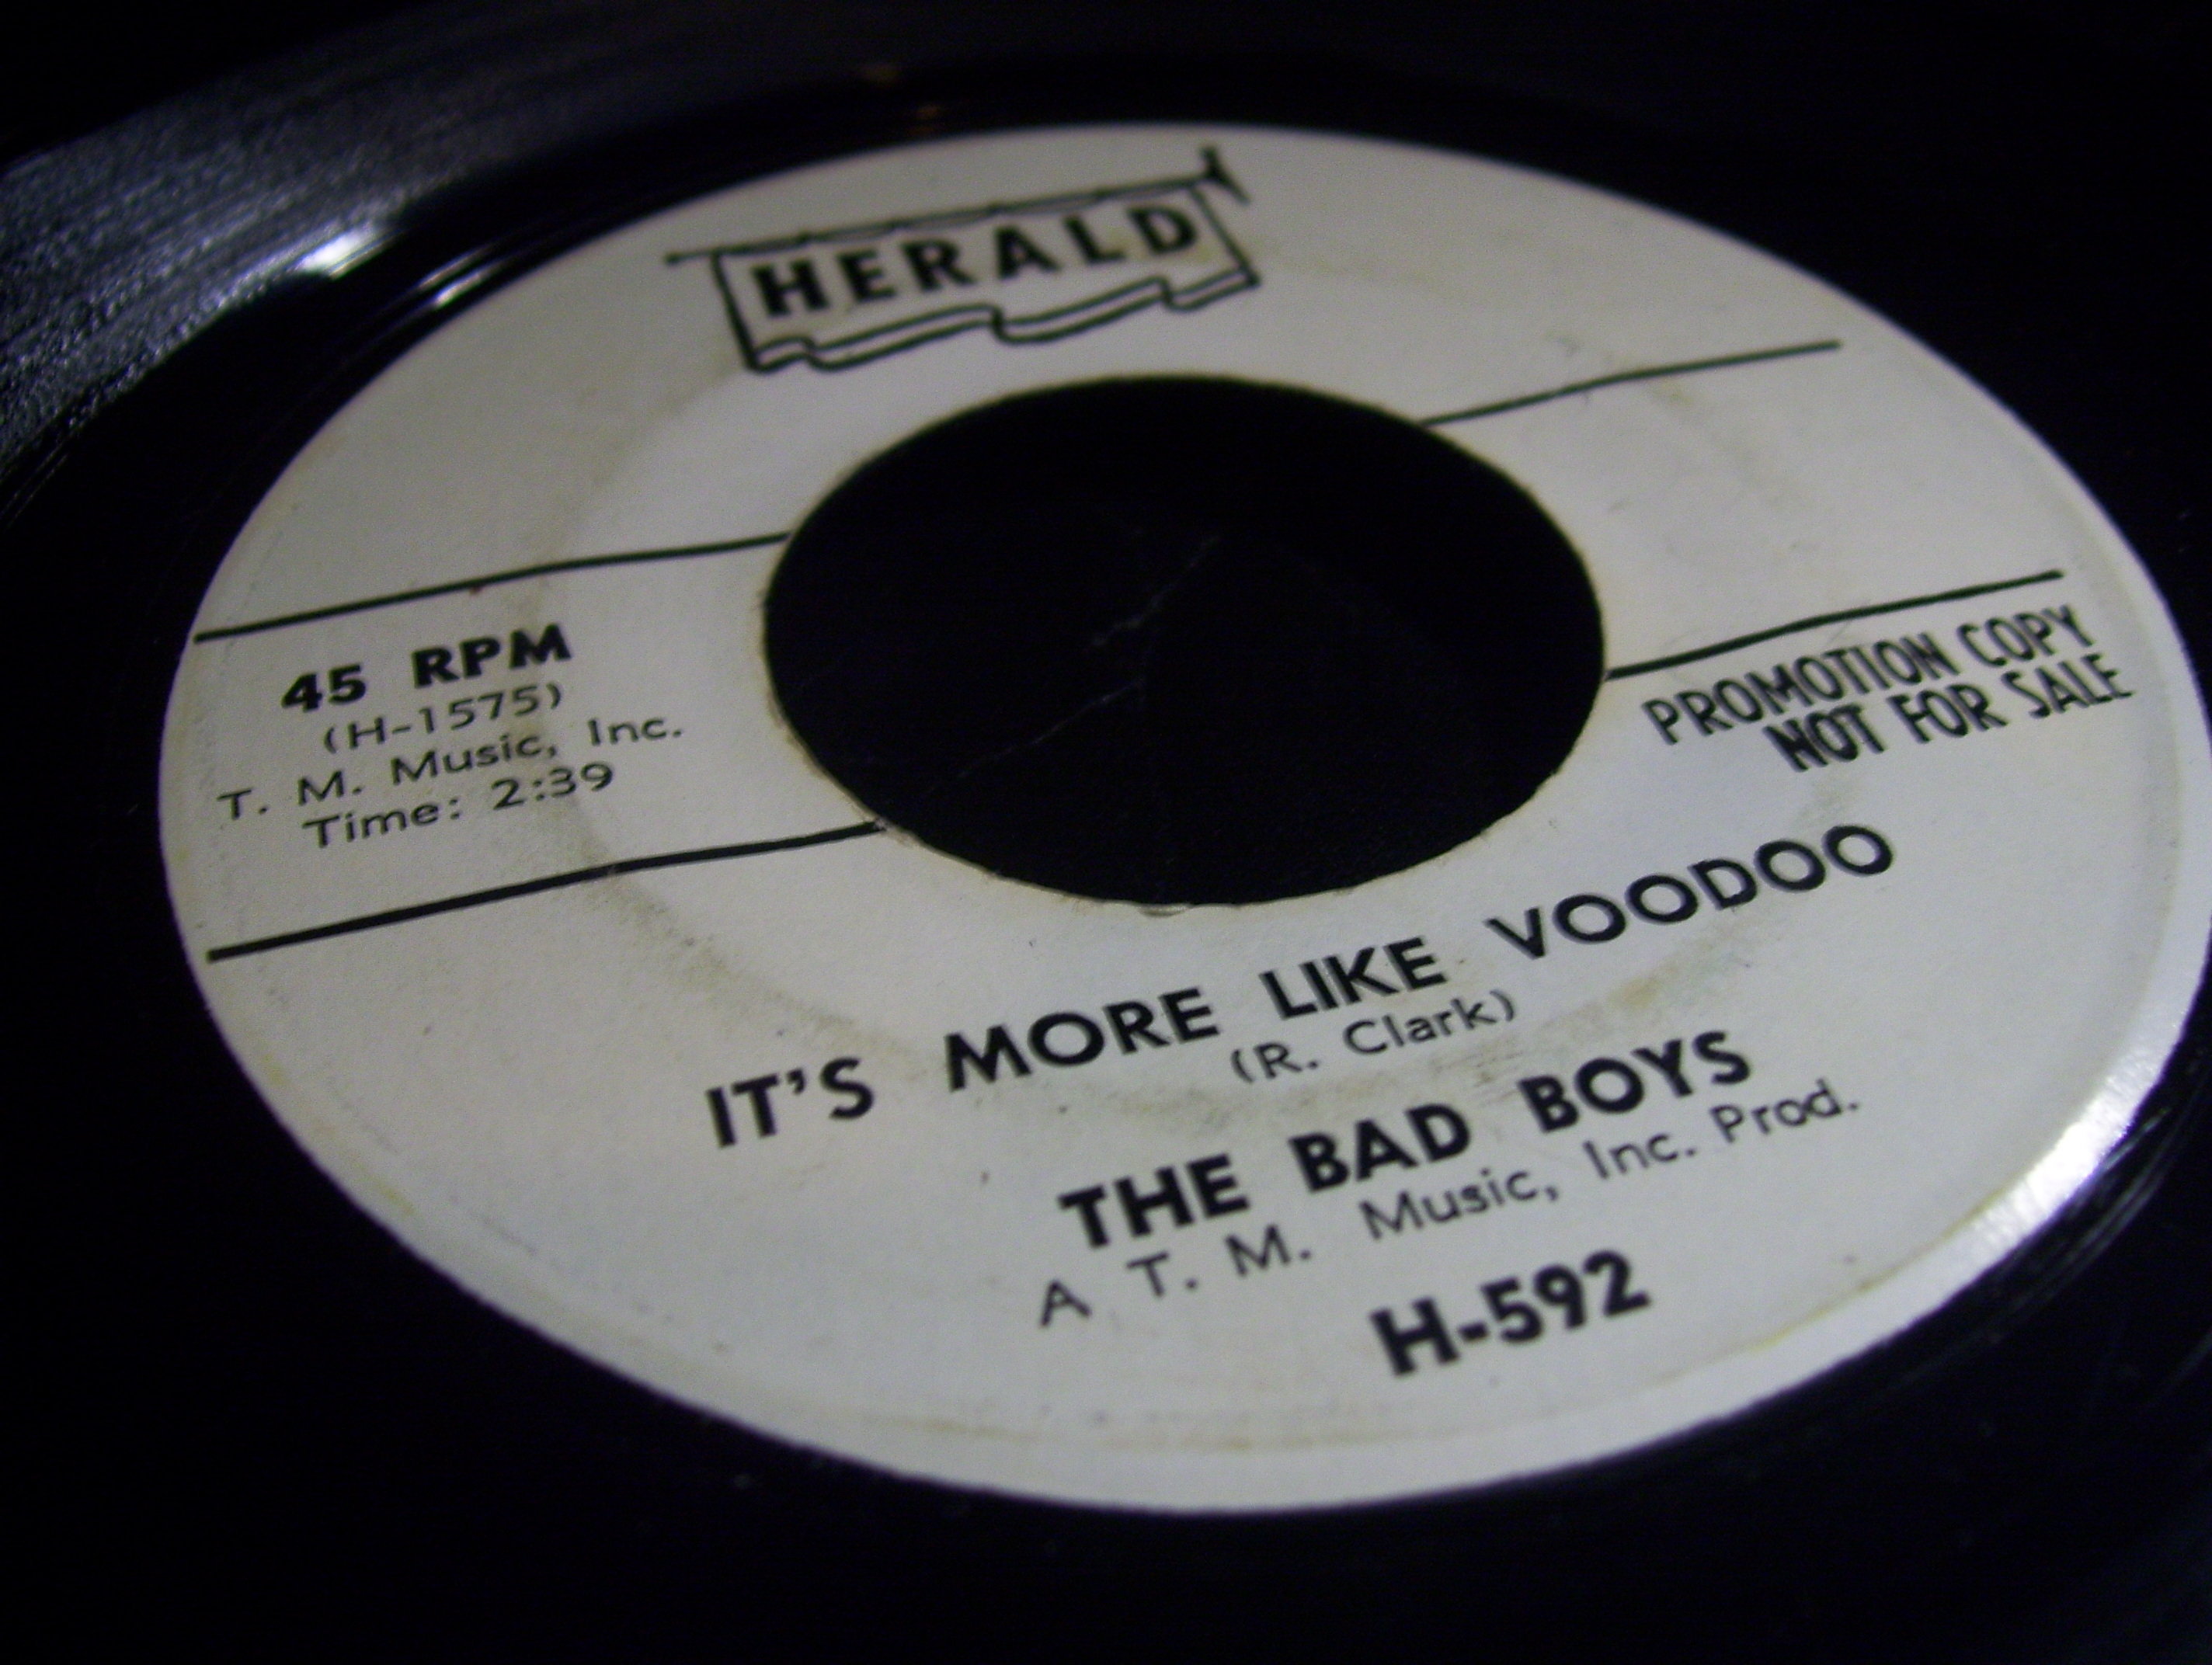 HERALD
45 RPM
(H-1575)
T. M. Music, Inc.
Time: 2:39
PROMOTION COPY
NOT FOR SALE
IT'S MORE LIKE VOODOO
(R. Clark)
THE BAD BOYS
A T. M. Music, Inc. Prod.
H-592